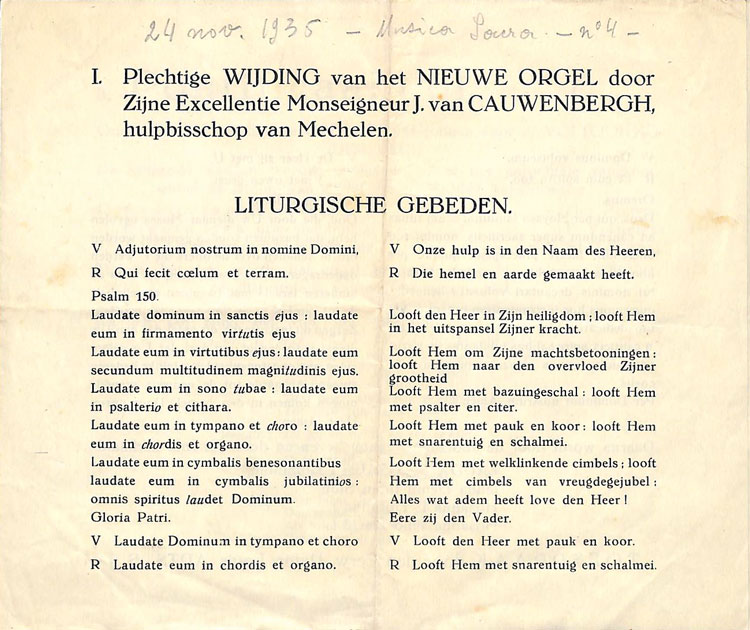 24 nov. 1935 – Musica Sacra – nº 4 –
I. Plechtige WIJDING van het NIEUWE ORGEL door
Zijne Excellentie Monseigneur J. van CAUWENBERGH,
hulpbisschop van Mechelen.
LITURGISCHE GEBEDEN.
V Adjutorium nostrum in nomine Domini,
R Qui fecit cœlum et terram.
Psalm 150.
Laudate dominum in sanctis ejus : laudate
eum in firmamento virtutis ejus
Laudate eum in virtutibus ejus : laudate eum
secundum multitudinem magnitudinis ejus.
Laudate eum in sono tubae : laudate eum
in psalterio et cithara.
Laudate eum in tympano et choro : laudate
eum in chordis et organo.
Laudate eum in cymbalis benesonantibus
laudate eum in cymbalis jubilatinios :
omnis spiritus laudet Dominum.
Gloria Patri.
V Laudate Dominum in tympano et choro
R Laudate eum in chordis et organo.
V Onze hulp is in den Naam des Heeren,
R Die hemel en aarde gemaakt heeft.
Looft den Heer in Zijn heiligdom ; looft Hem
in het uitspansel Zijner kracht.
Looft Hem om Zijne machtsbetooningen :
looft Hem naar den overvloed Zijner
grootheid
Looft Hem met bazuingeschal : looft Hem
met psalter en citer.
Looft Hem met pauk en koor : looft Hem
met snarentuig en schalmei.
Looft Hem met welklinkende cimbels ; looft
Hem met cimbels van vreugdegejubel :
Alles wat adem heeft love den Heer !
Eere zij den Vader.
V Looft den Heer met pauk en koor.
R Looft Hem met snarentuig en schalmei.